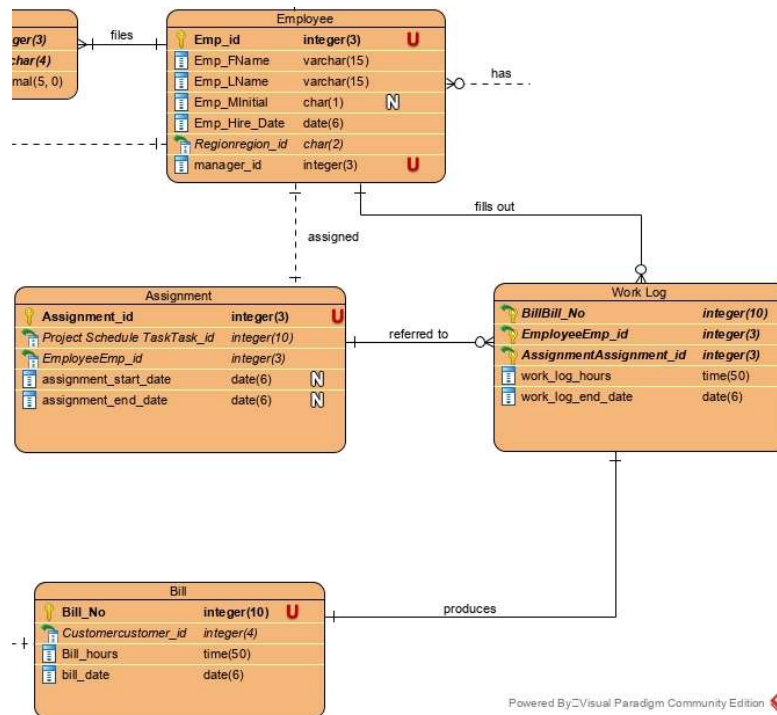 Employee
Emp_id integer(3) U
Emp_FName varchar(15)
Emp_LName varchar(15)
Emp_MInitial char(1) N
Emp_Hire_Date date(6)
Regionregion_id char(2)
manager_id integer(3) U
ger(3)
char(4)
mal(5, 0)
files
has
assigned
fills out
Assignment
Assignment_id integer(3) U
Project Schedule TaskTask_id integer(10)
EmployeeEmp_id integer(3)
assignment_start_date date(6) N
assignment_end_date date(6) N
referred to
Work Log
BillBill_No integer(10)
EmployeeEmp_id integer(3)
AssignmentAssignment_id integer(3)
work_log_hours time(50)
work_log_end_date date(6)
Bill
Bill_No integer(10) U
Customercustomer_id integer(4)
Bill_hours time(50)
bill_date date(6)
produces
Powered By Visual Paradigm Community Edition